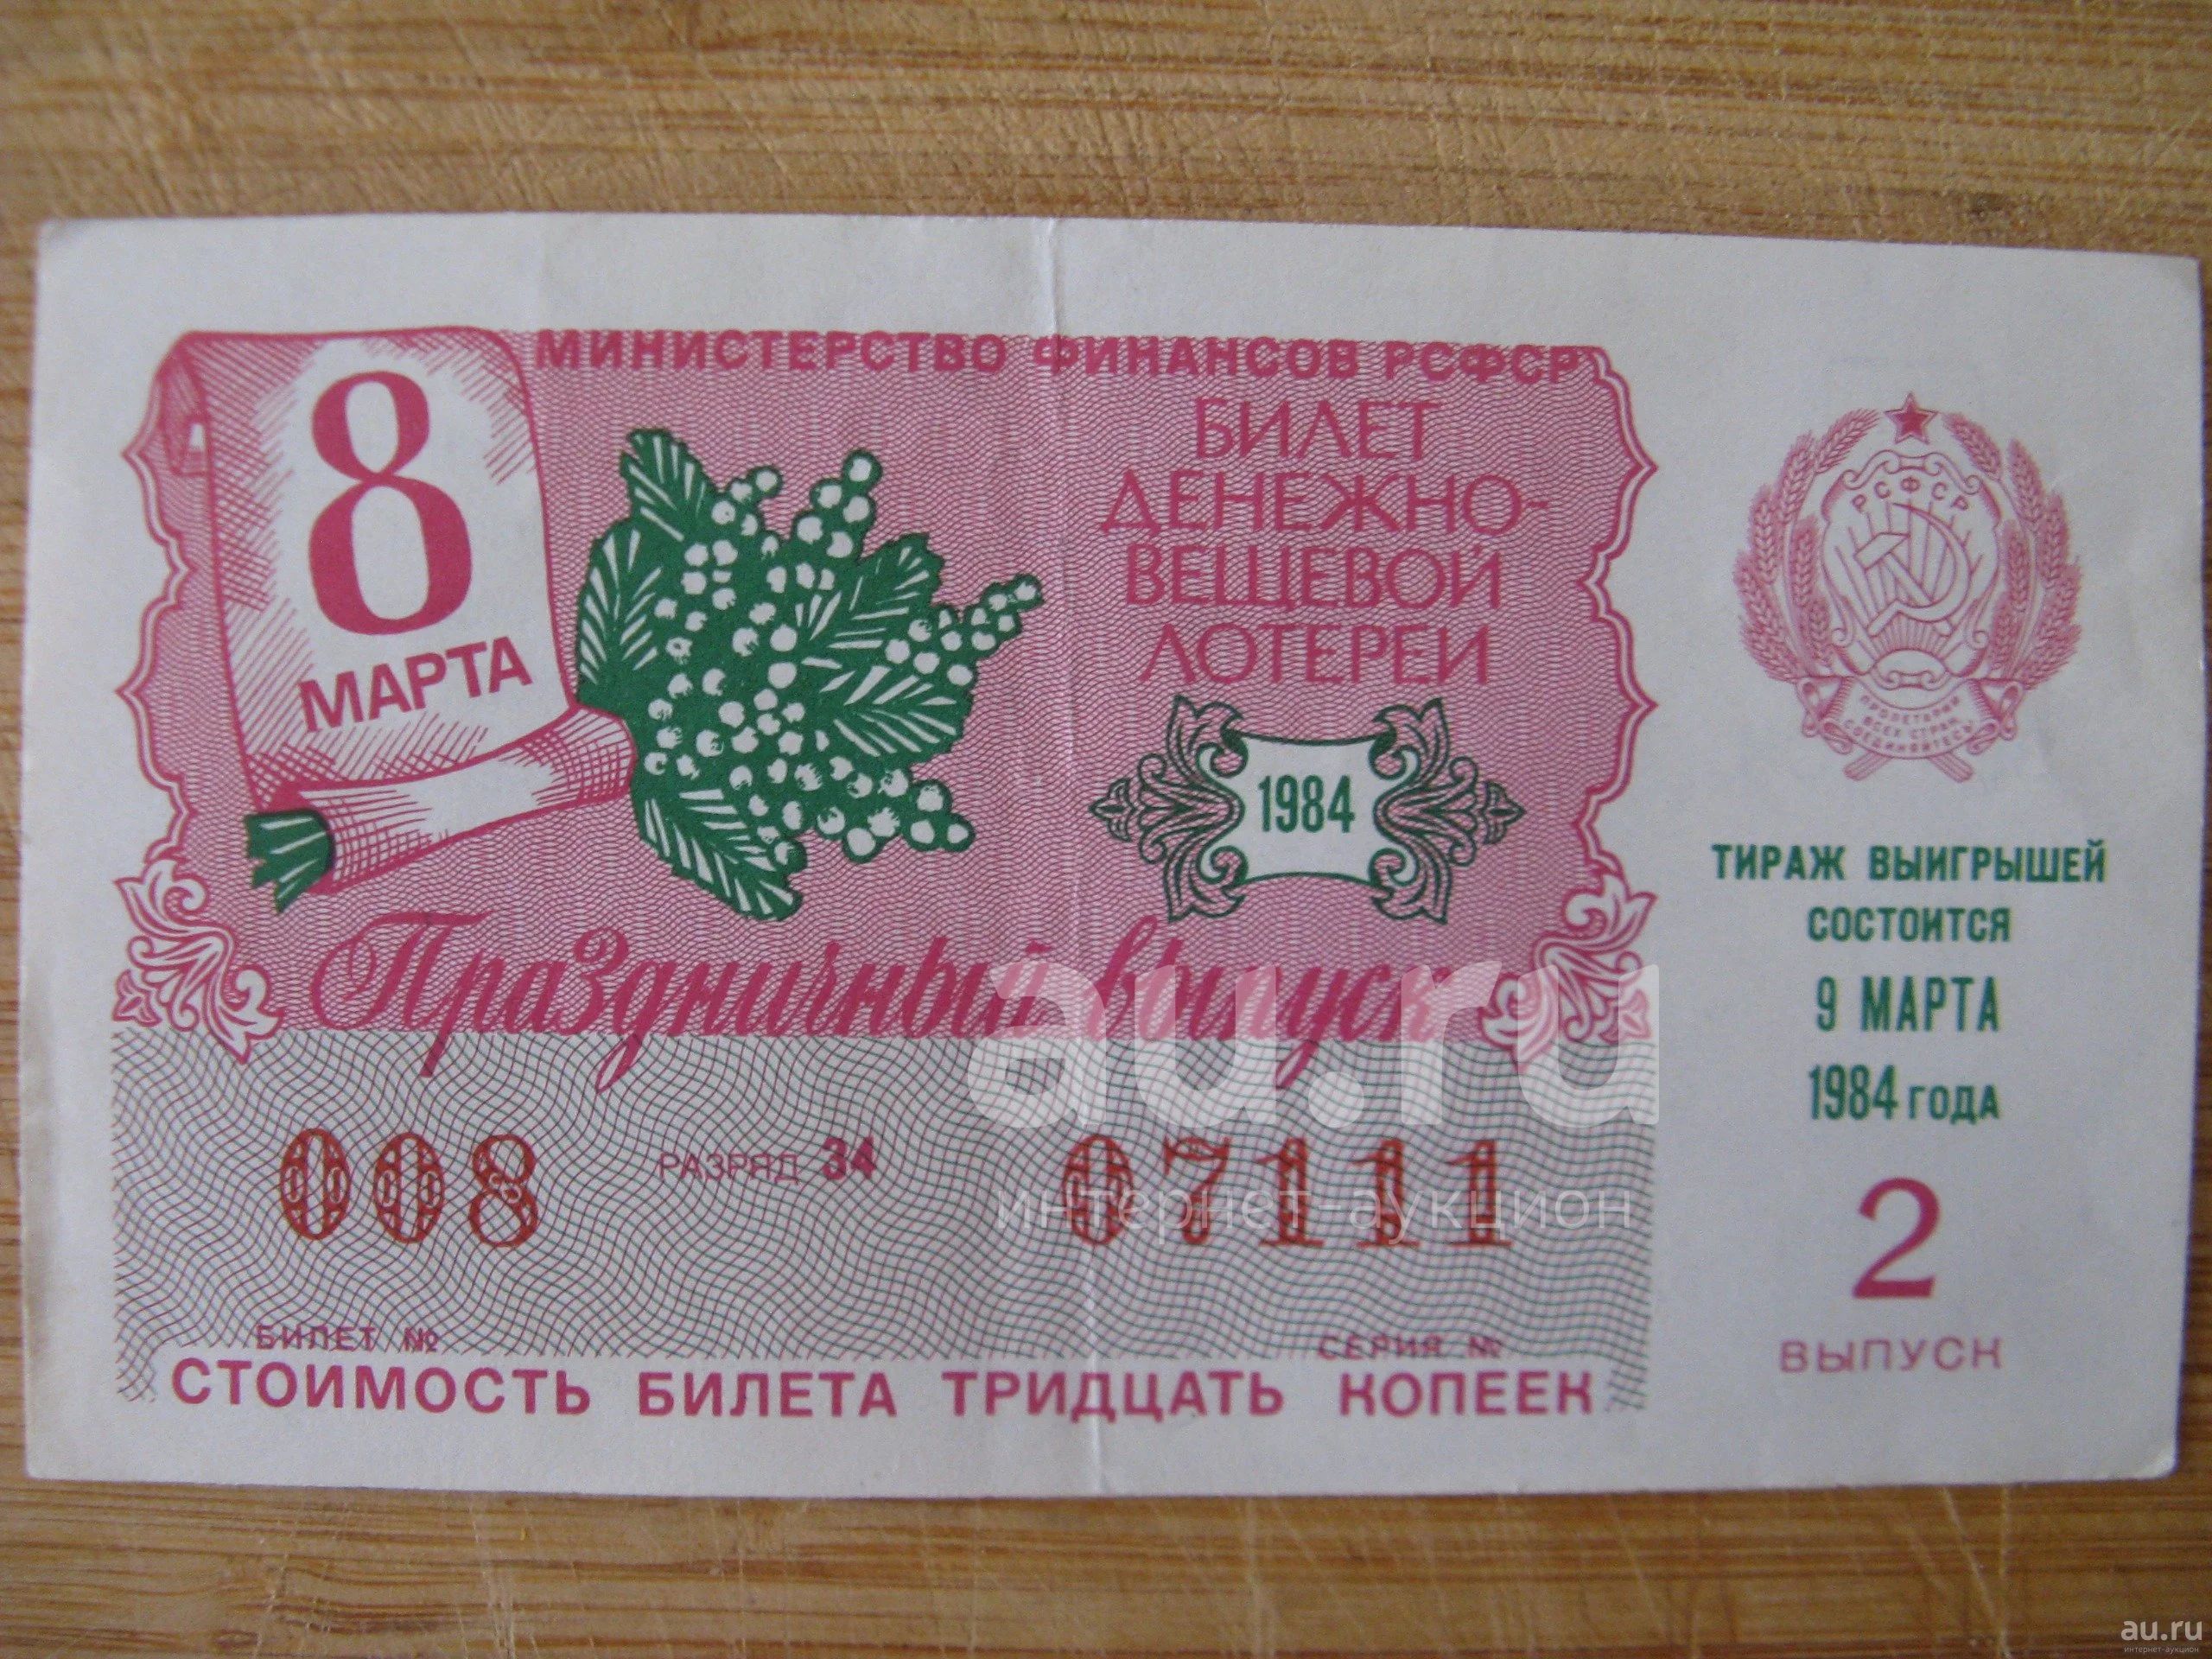 МИНИСТЕРСТВО ФИНАНСОВ РСФСР
8
МАРТА
БИЛЕТ
ДЕНЕЖНО-
ВЕЩЕВОЙ
ЛОТЕРЕИ
1984
Праздничный выпуск
008 РАЗРЯД 34 07111
БИЛЕТ № СЕРИЯ №
СТОИМОСТЬ БИЛЕТА ТРИДЦАТЬ КОПЕЕК
РСФСР
ПРОЛЕТАРИИ
ВСЕХ СТРАН,
СОЕДИНЯЙТЕСЬ!
ТИРАЖ ВЫИГРЫШЕЙ
СОСТОИТСЯ
9 МАРТА
1984 ГОДА
2
ВЫПУСК
au.ru
интернет-аукцион
au.ru
интернет-аукцион